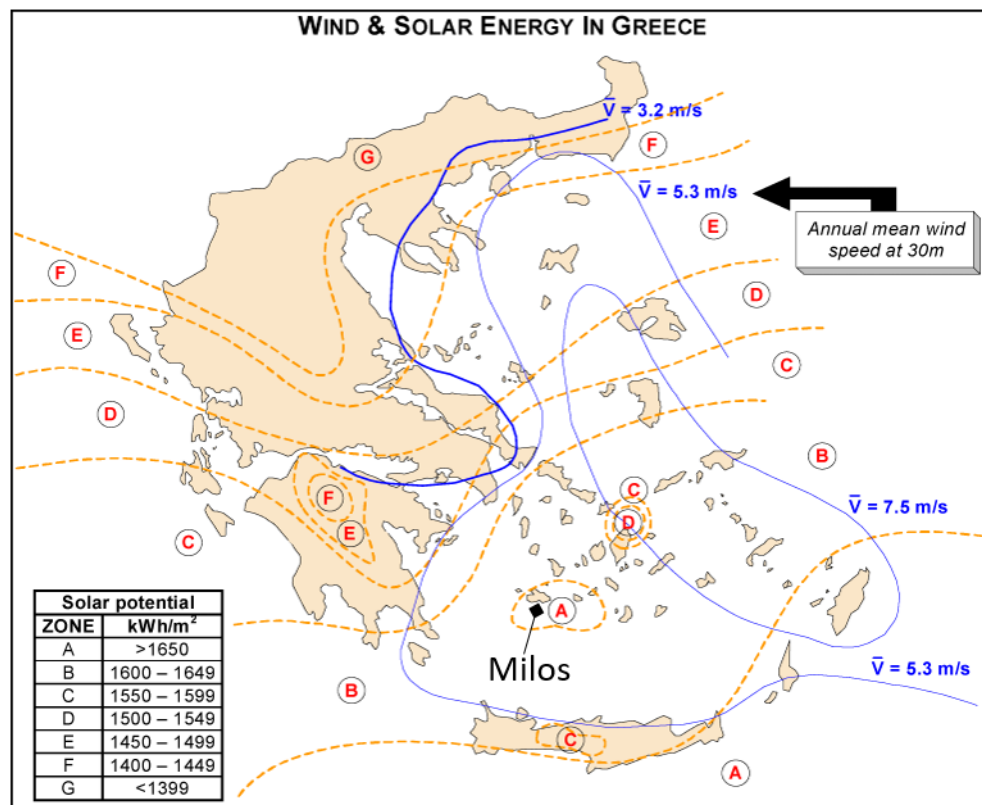 WIND & SOLAR ENERGY IN GREECE
V̅ = 3.2 m/s
F
G
V̅ = 5.3 m/s
Annual mean wind
speed at 30m
E
F
D
E
C
D
B
C
F
D
V̅ = 7.5 m/s
E
C
A
Milos
V̅ = 5.3 m/s
B
C
A
Solar potential
ZONE kWh/m²
A >1650
B 1600 – 1649
C 1550 – 1599
D 1500 – 1549
E 1450 – 1499
F 1400 – 1449
G <1399